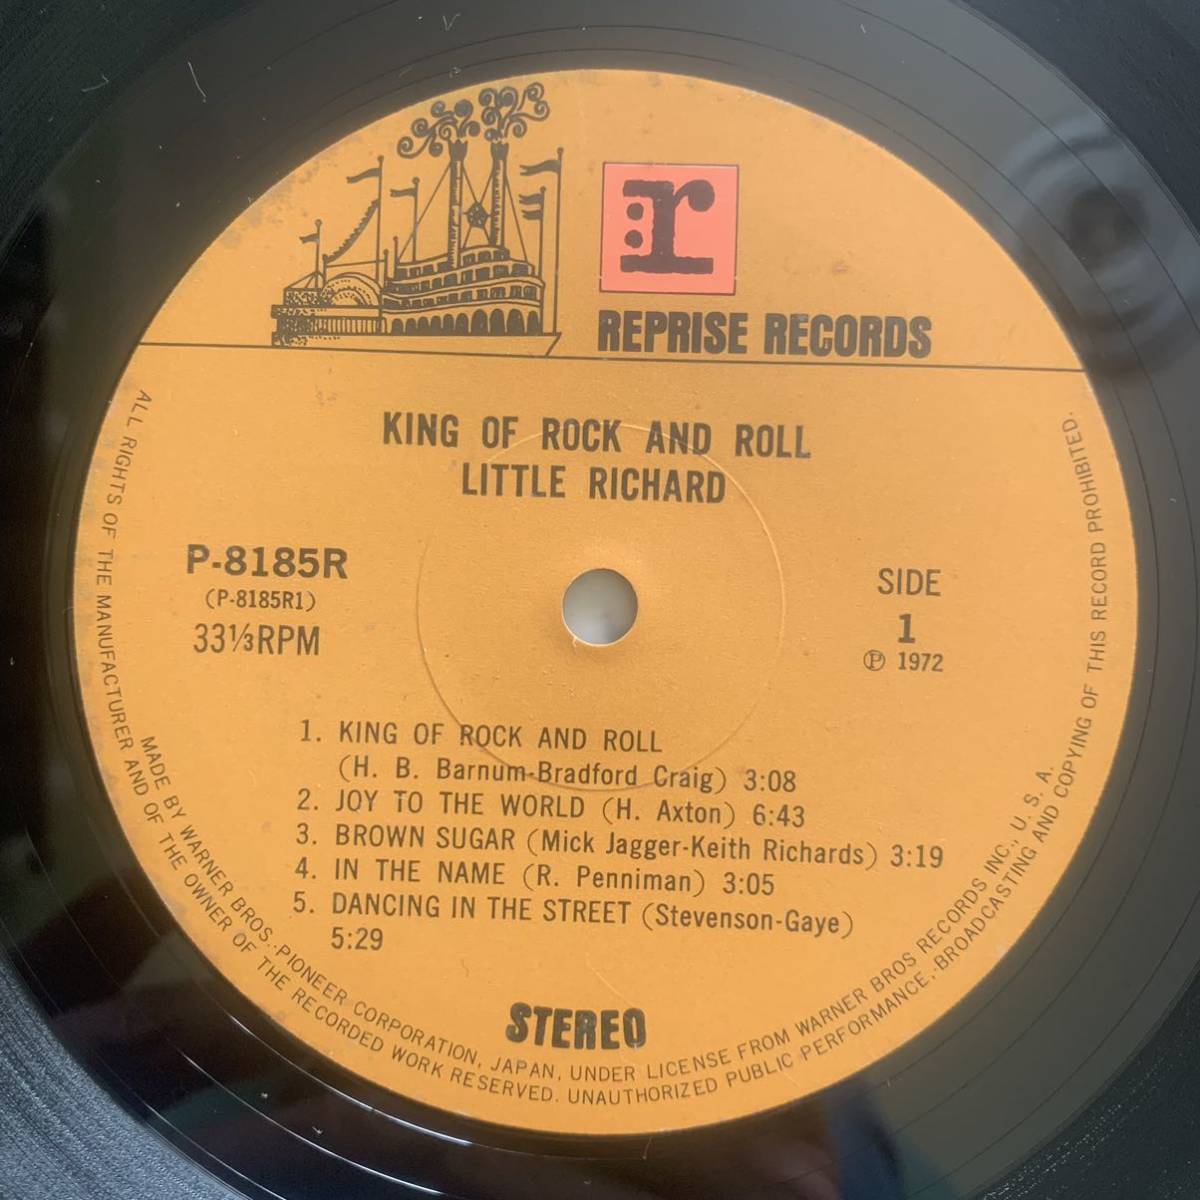 r:
REPRISE RECORDS
KING OF ROCK AND ROLL
LITTLE RICHARD
P-8185R
(P-8185R1)
33⅓RPM
SIDE
1
Ⓟ 1972
1. KING OF ROCK AND ROLL
(H. B. Barnum-Bradford Craig) 3:08
2. JOY TO THE WORLD (H. Axton) 6:43
3. BROWN SUGAR (Mick Jagger-Keith Richards) 3:19
4. IN THE NAME (R. Penniman) 3:05
5. DANCING IN THE STREET (Stevenson-Gaye)
5:29
STEREO
MADE BY WARNER BROS.-PIONEER CORPORATION, JAPAN, UNDER LICENSE FROM WARNER BROS RECORDS INC., U. S. A.
ALL RIGHTS OF THE MANUFACTURER AND OF THE OWNER OF THE RECORDED WORK RESERVED. UNAUTHORIZED PUBLIC PERFORMANCE, BROADCASTING AND COPYING OF THIS RECORD PROHIBITED.